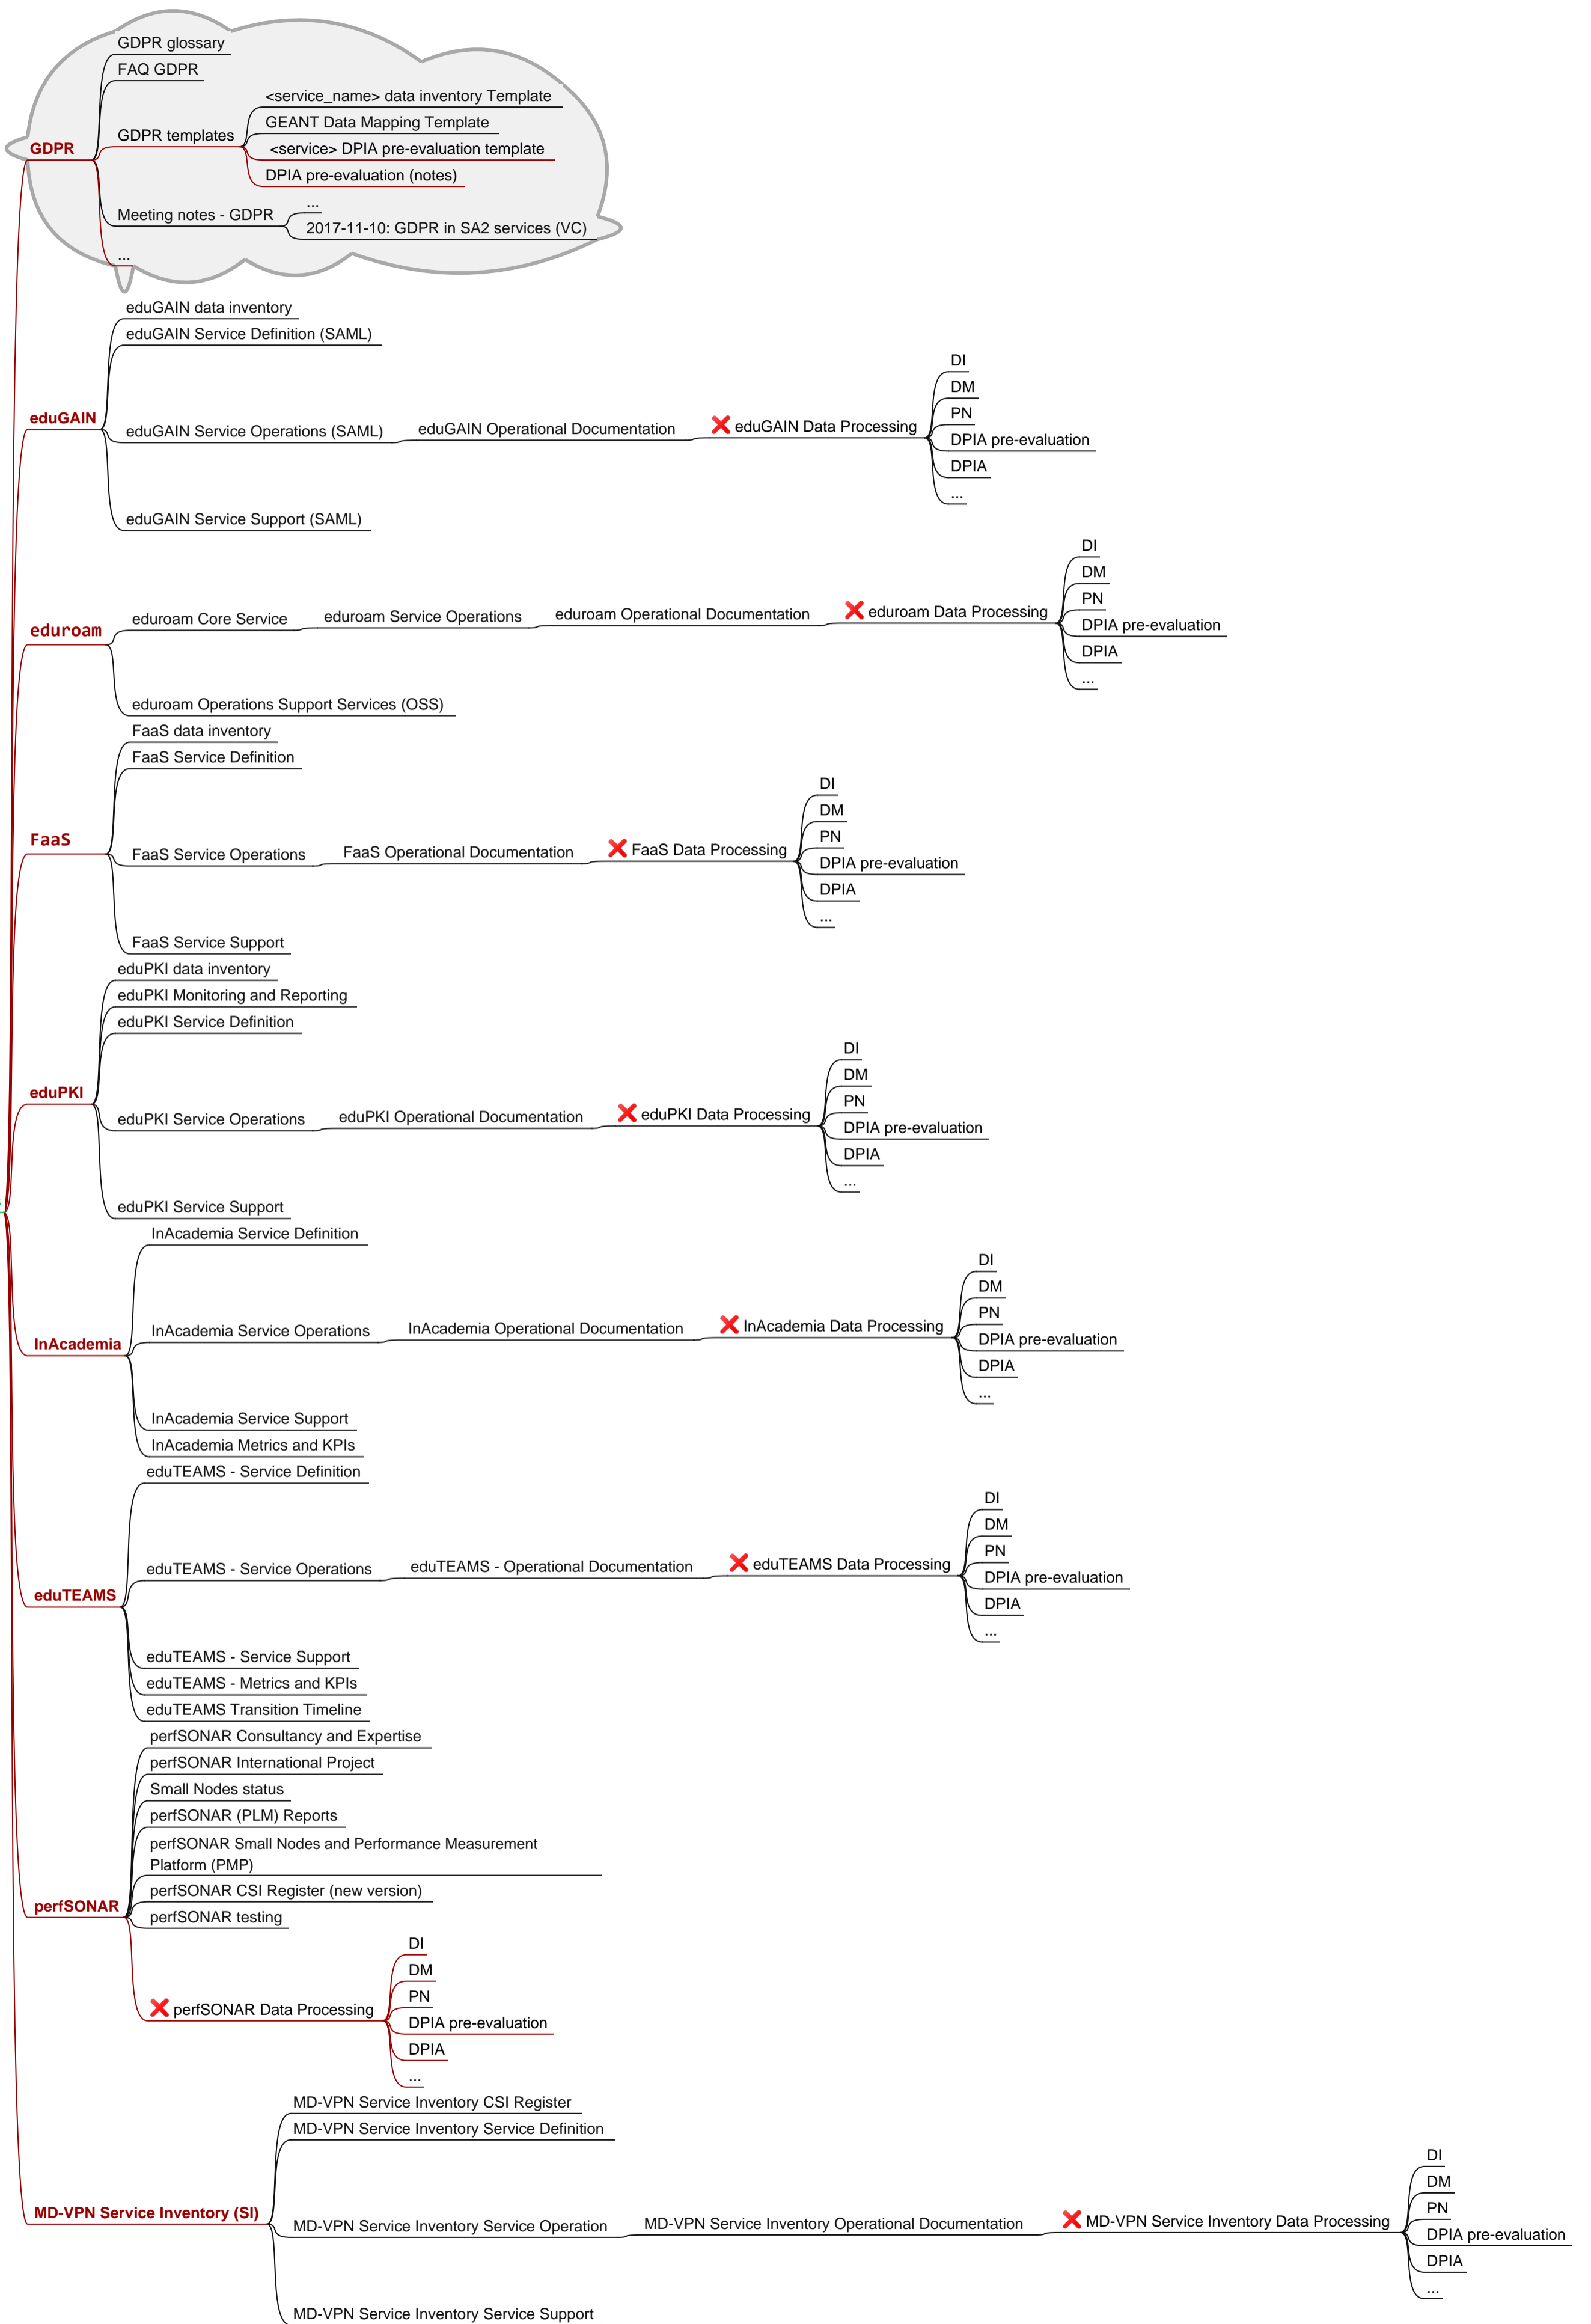 GDPR glossary
FAQ GDPR
<service_name> data inventory Template
GEANT Data Mapping Template
GDPR templates
GDPR
<service> DPIA pre-evaluation template
DPIA pre-evaluation (notes)
...
Meeting notes - GDPR
2017-11-10: GDPR in SA2 services (VC)
...
eduGAIN data inventory
eduGAIN Service Definition (SAML)
DI
DM
PN
eduGAIN
eduGAIN Service Operations (SAML)
eduGAIN Operational Documentation
eduGAIN Data Processing
DPIA pre-evaluation
DPIA
...
eduGAIN Service Support (SAML)
DI
DM
PN
eduroam
eduroam Core Service
eduroam Service Operations
eduroam Operational Documentation
eduroam Data Processing
DPIA pre-evaluation
DPIA
...
eduroam Operations Support Services (OSS)
FaaS data inventory
FaaS Service Definition
DI
DM
PN
FaaS
FaaS Service Operations
FaaS Operational Documentation
FaaS Data Processing
DPIA pre-evaluation
DPIA
...
FaaS Service Support
eduPKI data inventory
eduPKI Monitoring and Reporting
eduPKI Service Definition
DI
DM
PN
eduPKI
eduPKI Service Operations
eduPKI Operational Documentation
eduPKI Data Processing
DPIA pre-evaluation
DPIA
...
eduPKI Service Support
InAcademia Service Definition
DI
DM
PN
InAcademia
InAcademia Service Operations
InAcademia Operational Documentation
InAcademia Data Processing
DPIA pre-evaluation
DPIA
...
InAcademia Service Support
InAcademia Metrics and KPIs
eduTEAMS - Service Definition
DI
DM
PN
eduTEAMS
eduTEAMS - Service Operations
eduTEAMS - Operational Documentation
eduTEAMS Data Processing
DPIA pre-evaluation
DPIA
...
eduTEAMS - Service Support
eduTEAMS - Metrics and KPIs
eduTEAMS Transition Timeline
perfSONAR Consultancy and Expertise
perfSONAR International Project
Small Nodes status
perfSONAR (PLM) Reports
perfSONAR Small Nodes and Performance Measurement
Platform (PMP)
perfSONAR CSI Register (new version)
perfSONAR
perfSONAR testing
DI
DM
PN
perfSONAR Data Processing
DPIA pre-evaluation
DPIA
...
MD-VPN Service Inventory CSI Register
MD-VPN Service Inventory Service Definition
DI
DM
PN
MD-VPN Service Inventory (SI)
MD-VPN Service Inventory Service Operation
MD-VPN Service Inventory Operational Documentation
MD-VPN Service Inventory Data Processing
DPIA pre-evaluation
DPIA
...
MD-VPN Service Inventory Service Support